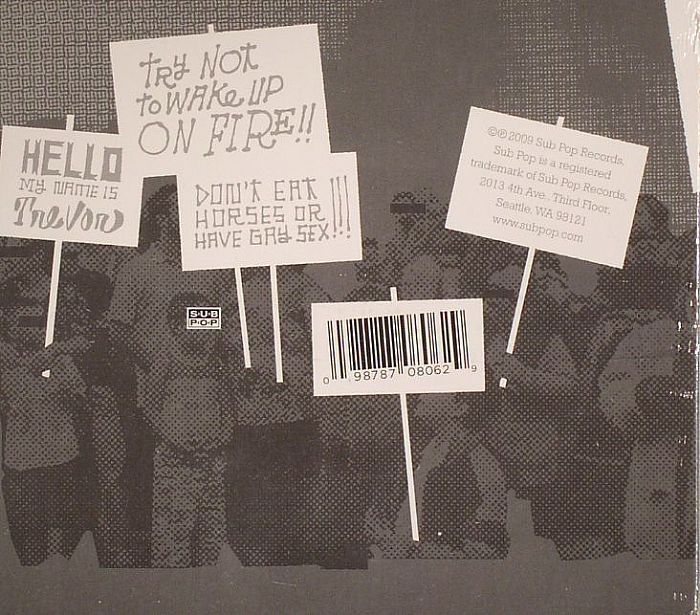 TRY NOT
TO WAKE UP
ON FIRE!!
HELLO
MY NAME IS
Trevor
DON'T EAT
HORSES OR
HAVE GAY SEX!!!
©℗ 2009 Sub Pop Records.
Sub Pop is a registered
trademark of Sub Pop Records,
2013 4th Ave., Third Floor,
Seattle, WA 98121
www.subpop.com
SUB
POP
0 98787 08062 9